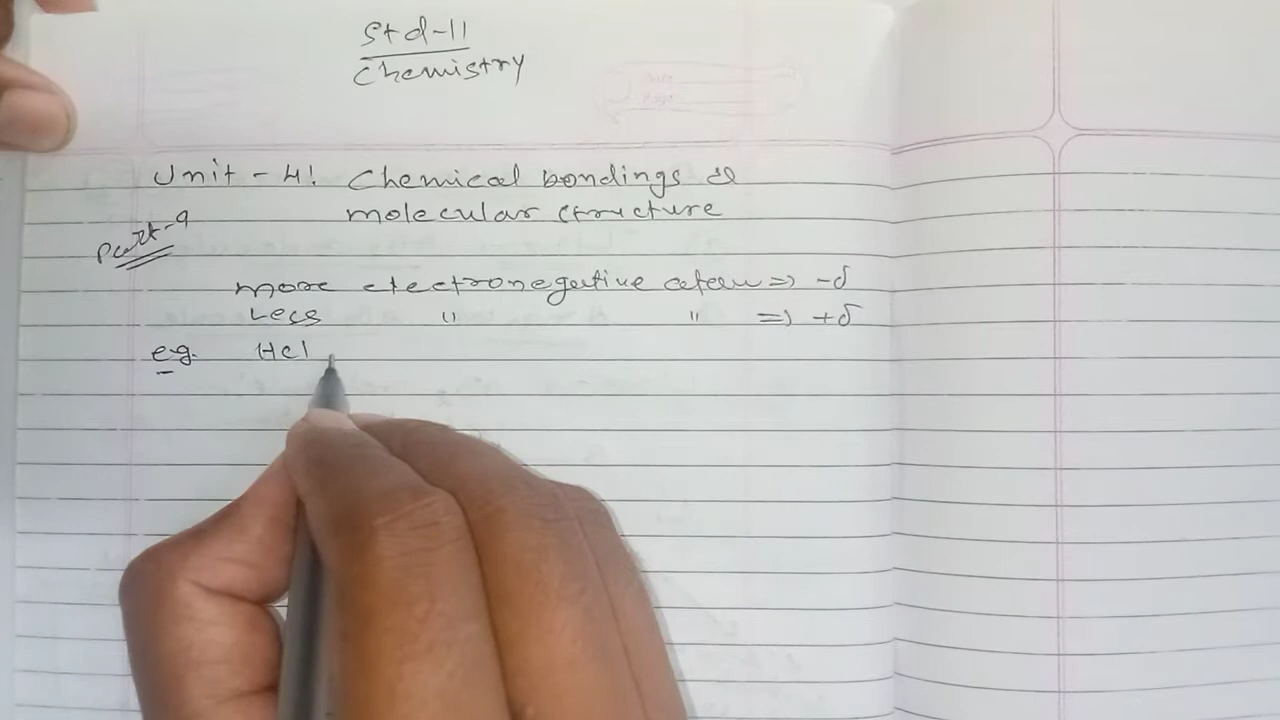 Std-11
Chemistry
Unit-4: Chemical bondings &
molecular structure
Part-9
more electronegative atom => -δ
Less " " => +δ
e.g. HCl